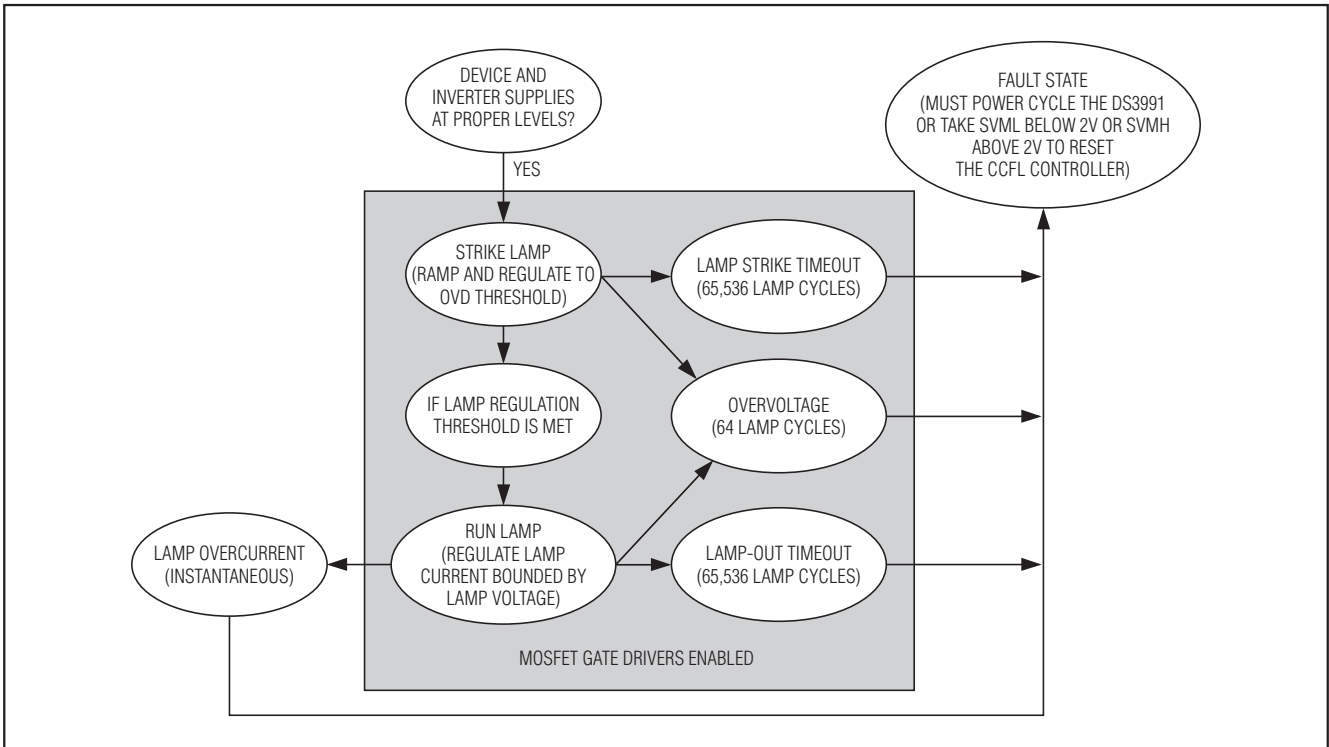 DEVICE AND
INVERTER SUPPLIES
AT PROPER LEVELS?
YES
FAULT STATE
(MUST POWER CYCLE THE DS3991
OR TAKE SVML BELOW 2V OR SVMH
ABOVE 2V TO RESET
THE CCFL CONTROLLER)
STRIKE LAMP
(RAMP AND REGULATE TO
OVD THRESHOLD)
LAMP STRIKE TIMEOUT
(65,536 LAMP CYCLES)
IF LAMP REGULATION
THRESHOLD IS MET
OVERVOLTAGE
(64 LAMP CYCLES)
LAMP OVERCURRENT
(INSTANTANEOUS)
RUN LAMP
(REGULATE LAMP
CURRENT BOUNDED BY
LAMP VOLTAGE)
LAMP-OUT TIMEOUT
(65,536 LAMP CYCLES)
MOSFET GATE DRIVERS ENABLED